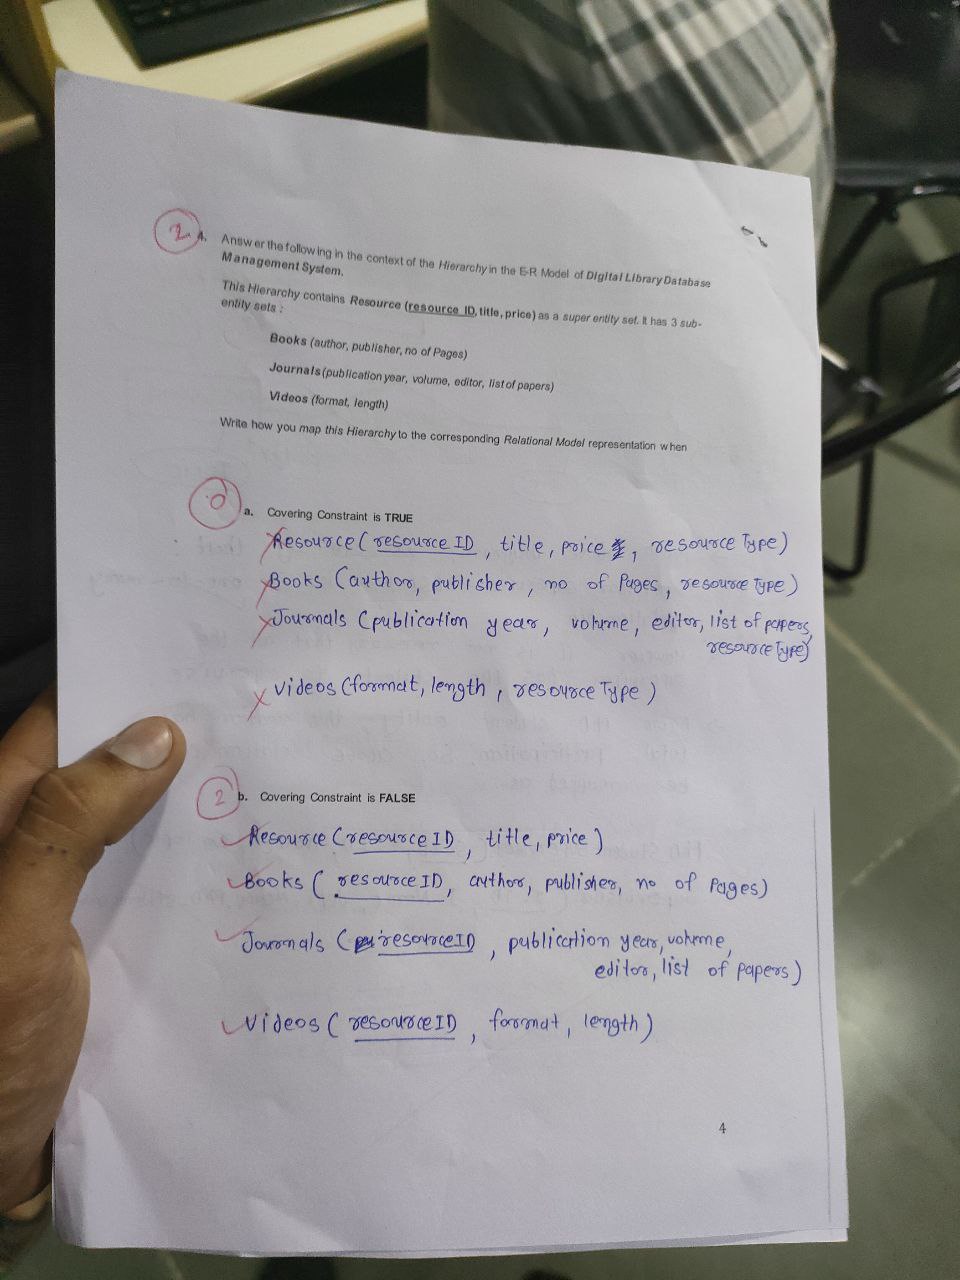 2
4. Answer the following in the context of the Hierarchy in the E-R Model of Digital Library Database
Management System.
This Hierarchy contains Resource (resource ID, title, price) as a super entity set. It has 3 sub-
entity sets :
Books (author, publisher, no of Pages)
Journals (publication year, volume, editor, list of papers)
Videos (format, length)
Write how you map this Hierarchy to the corresponding Relational Model representation when
0
a. Covering Constraint is TRUE
Resource ( resource ID , title, price , resource Type)
Books (author, publisher , no of Pages , resource Type)
Journals (publication year, volume, editor, list of papers,
resource Type)
Videos (format, length , resource Type )
2
b. Covering Constraint is FALSE
Resource (resource ID , title, price )
Books ( resource ID, author, publisher, no of Pages)
Journals ( resource ID , publication year, volume,
editor, list of papers)
Videos ( resource ID , format , length )
4